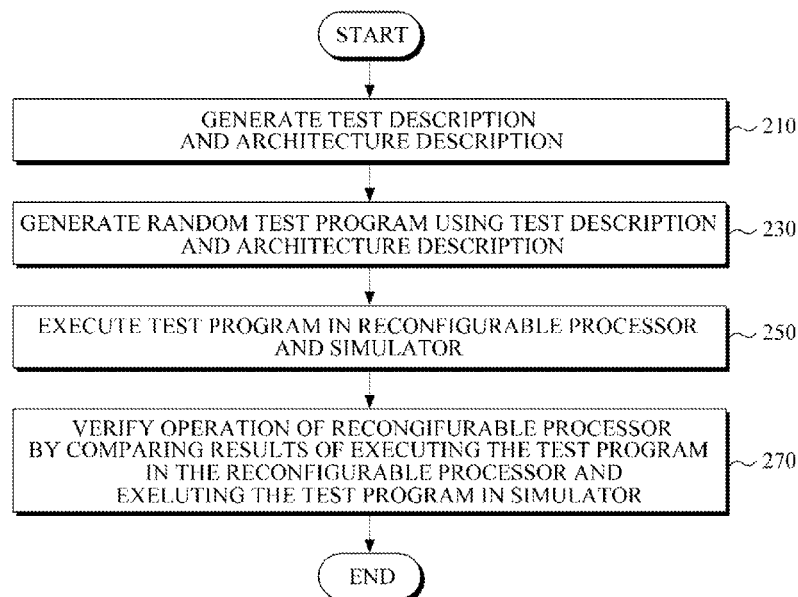 START
GENERATE TEST DESCRIPTION
AND ARCHITECTURE DESCRIPTION
210
GENERATE RANDOM TEST PROGRAM USING TEST DESCRIPTION
AND ARCHITECTURE DESCRIPTION
230
EXECUTE TEST PROGRAM IN RECONFIGURABLE PROCESSOR
AND SIMULATOR
250
VERIFY OPERATION OF RECONGIFURABLE PROCESSOR
BY COMPARING RESULTS OF EXECUTING THE TEST PROGRAM
IN THE RECONFIGURABLE PROCESSOR AND
EXELUTING THE TEST PROGRAM IN SIMULATOR
270
END